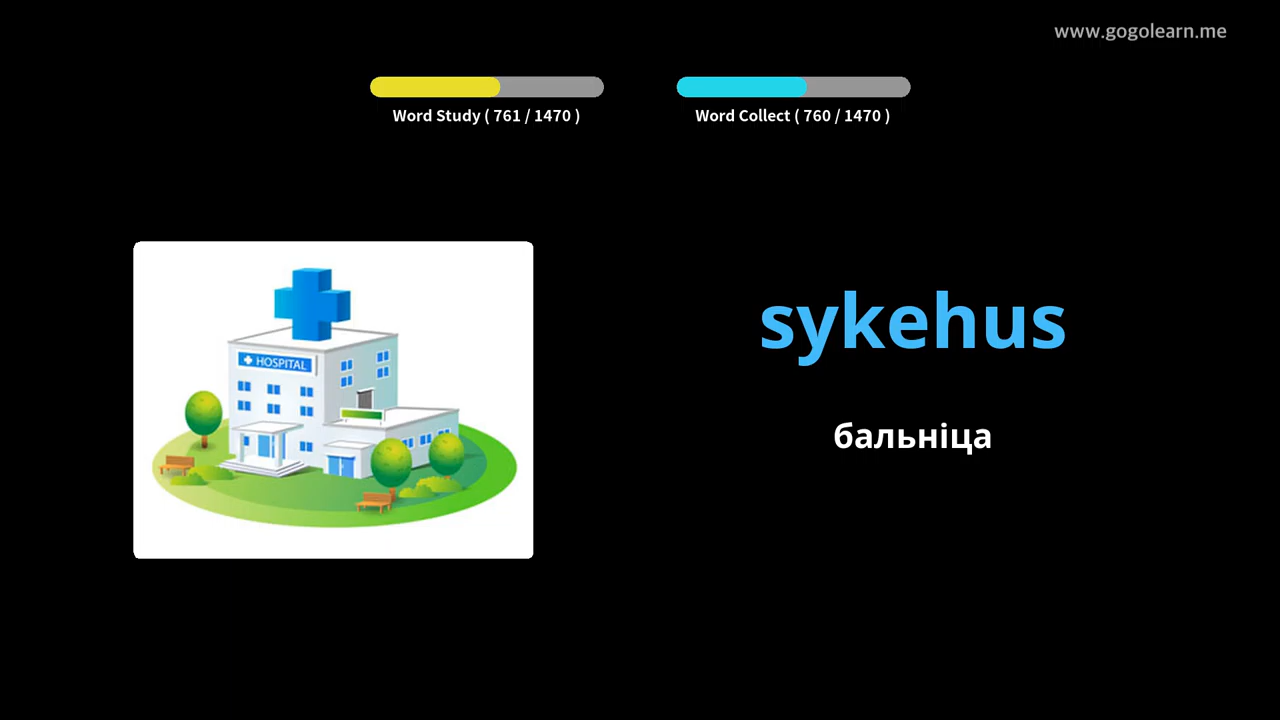 www.gogolearn.me
Word Study ( 761 / 1470 )
Word Collect ( 760 / 1470 )
HOSPITAL
sykehus
бальніца